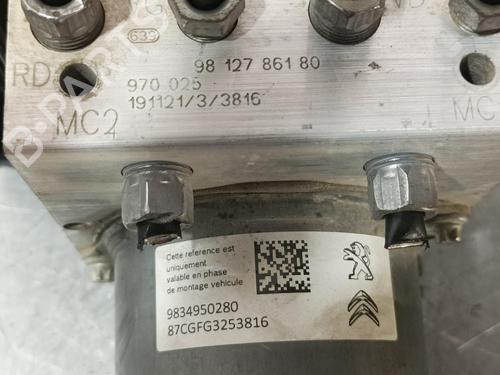 639
98 127 861 80
RD
970 025
191121/3/3816
MC2
MC
Cette reference est
uniquement
valable en phase
de montage vehicule
9834950280
87CGFG3253816